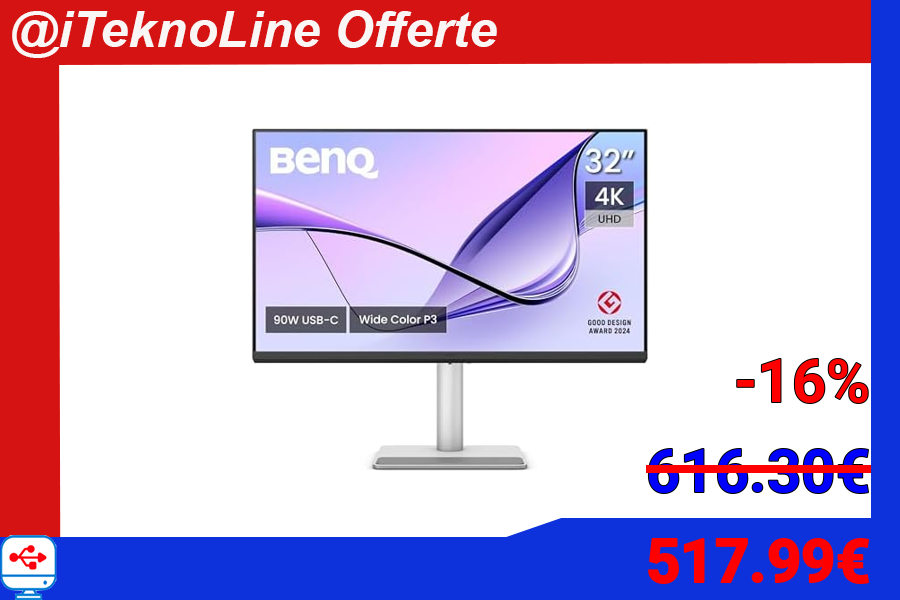 @iTeknoLine Offerte
BenQ
32”
4K
UHD
90W USB-C
Wide Color P3
GOOD DESIGN
AWARD 2024
-16%
616.30€
517.99€